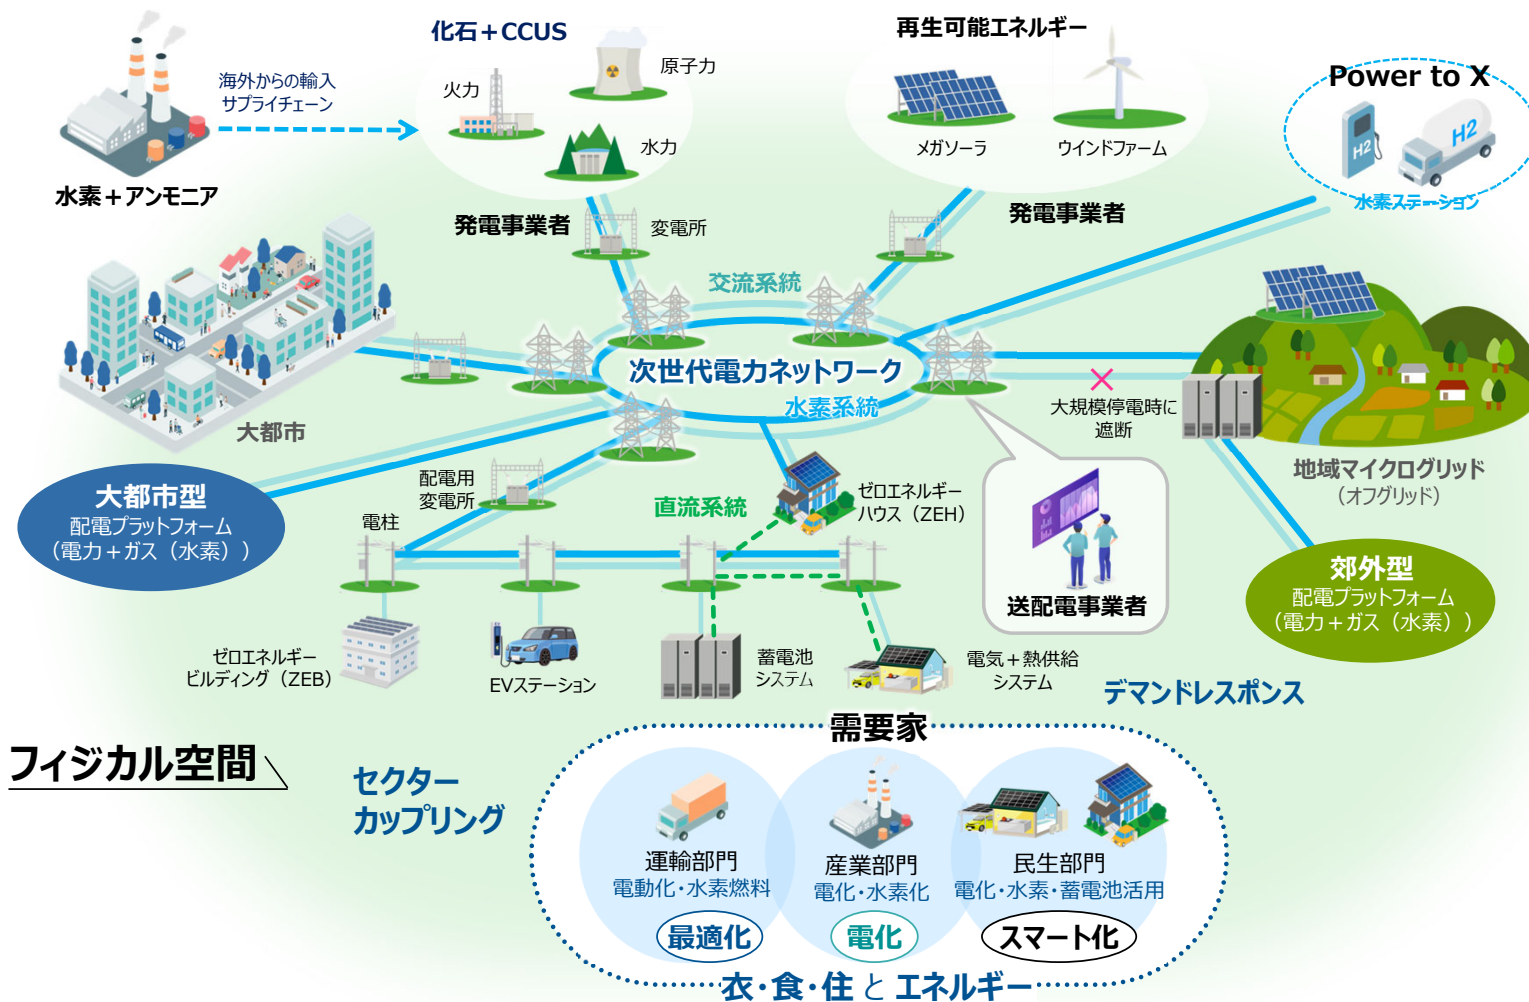 化石＋CCUS
再生可能エネルギー
Power to X
海外からの輸入
サプライチェーン
火力
原子力
水力
メガソーラ
ウインドファーム
H2
H2
水素ステーション
水素＋アンモニア
発電事業者
変電所
発電事業者
交流系統
次世代電力ネットワーク
水素系統
大都市
大規模停電時に
遮断
地域マイクログリッド
（オフグリッド）
大都市型
配電プラットフォーム
（電力＋ガス（水素））
配電用
変電所
電柱
直流系統
ゼロエネルギー
ハウス（ZEH）
送配電事業者
郊外型
配電プラットフォーム
（電力＋ガス（水素））
ゼロエネルギー
ビルディング（ZEB）
EVステーション
蓄電池
システム
電気＋熱供給
システム
デマンドレスポンス
フィジカル空間
セクター
カップリング
需要家
運輸部門
電動化・水素燃料
最適化
産業部門
電化・水素化
電化
民生部門
電化・水素・蓄電池活用
スマート化
衣・食・住 と エネルギー